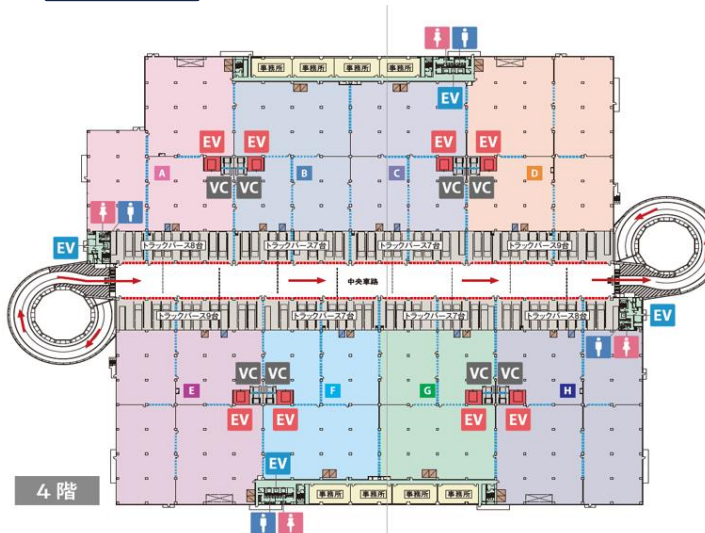 事務所 事務所 事務所 事務所
EV
EV EV EV EV
A B C D
VC VC VC VC
EV
トラックバース8台 トラックバース7台 トラックバース7台 トラックバース9台
中央車路
トラックバース9台 トラックバース7台 トラックバース7台 トラックバース8台
EV
VC VC VC VC
E F G H
EV EV EV EV
EV
4階
事務所 事務所 事務所 事務所